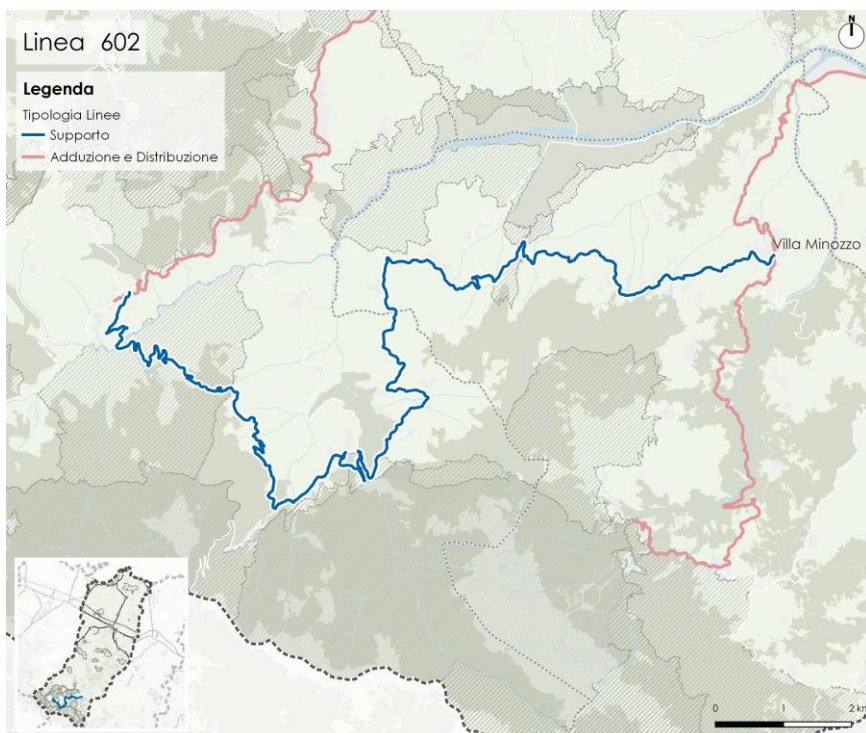 Linea 602
N
Legenda
Tipologia Linee
Supporto
Adduzione e Distribuzione
Villa Minozzo
0 1 2 km